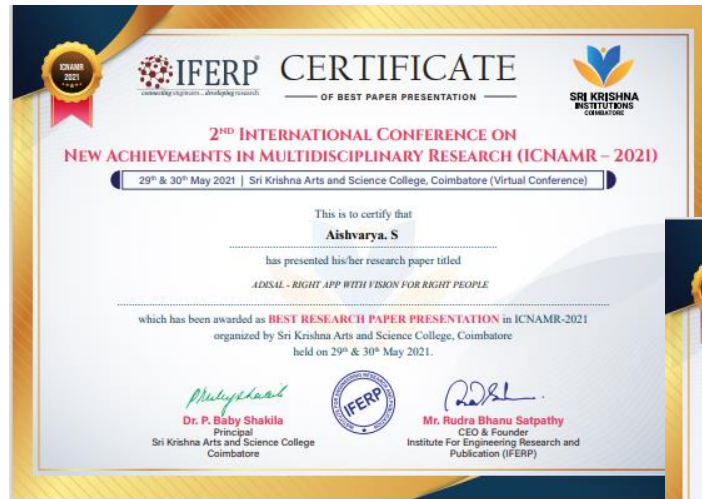 ICNAMR
2021
IFERP
connecting engineers... developing research
CERTIFICATE
OF BEST PAPER PRESENTATION
SRI KRISHNA
INSTITUTIONS
COIMBATORE
2ND INTERNATIONAL CONFERENCE ON
NEW ACHIEVEMENTS IN MULTIDISCIPLINARY RESEARCH (ICNAMR – 2021)
29th & 30th May 2021 | Sri Krishna Arts and Science College, Coimbatore (Virtual Conference)
This is to certify that
Aishvarya. S
has presented his/her research paper titled
ADISAL - RIGHT APP WITH VISION FOR RIGHT PEOPLE
which has been awarded as BEST RESEARCH PAPER PRESENTATION in ICNAMR-2021
organized by Sri Krishna Arts and Science College, Coimbatore
held on 29th & 30th May 2021.
IFERP
Dr. P. Baby Shakila
Principal
Sri Krishna Arts and Science College
Coimbatore
Mr. Rudra Bhanu Satpathy
CEO & Founder
Institute For Engineering Research and
Publication (IFERP)